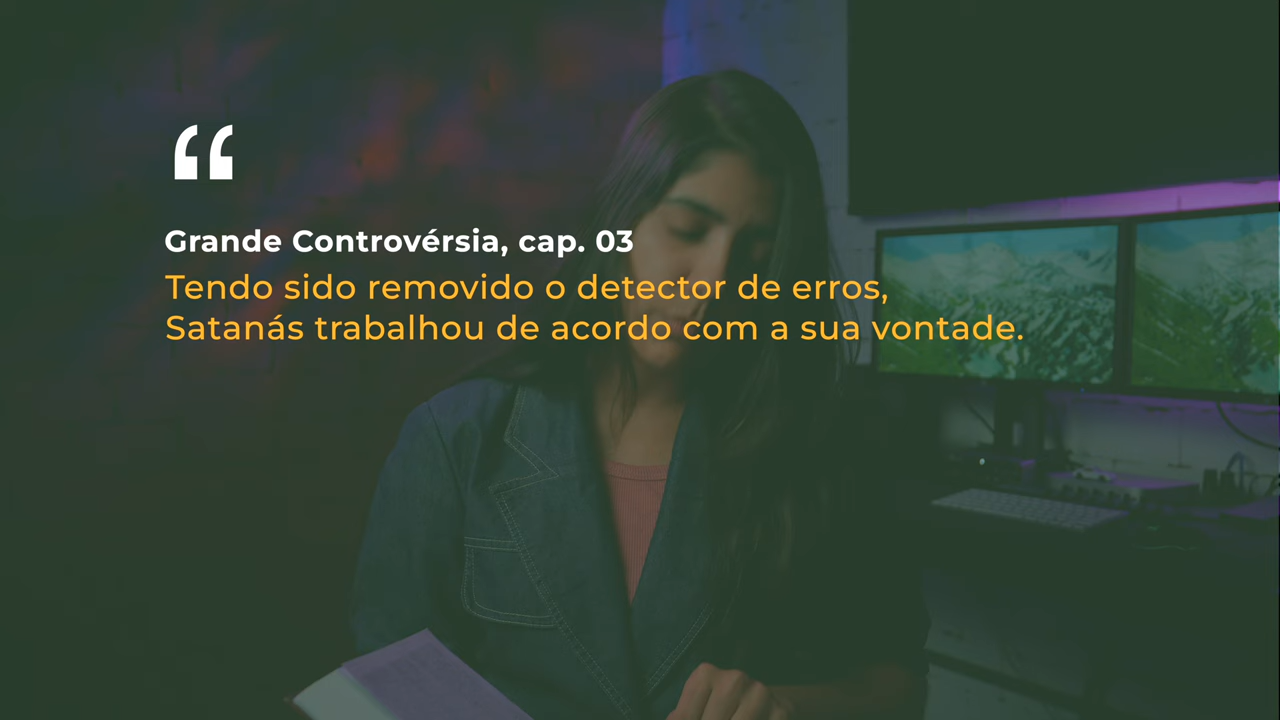 “
Grande Controvérsia, cap. 03
Tendo sido removido o detector de erros,
Satanás trabalhou de acordo com a sua vontade.